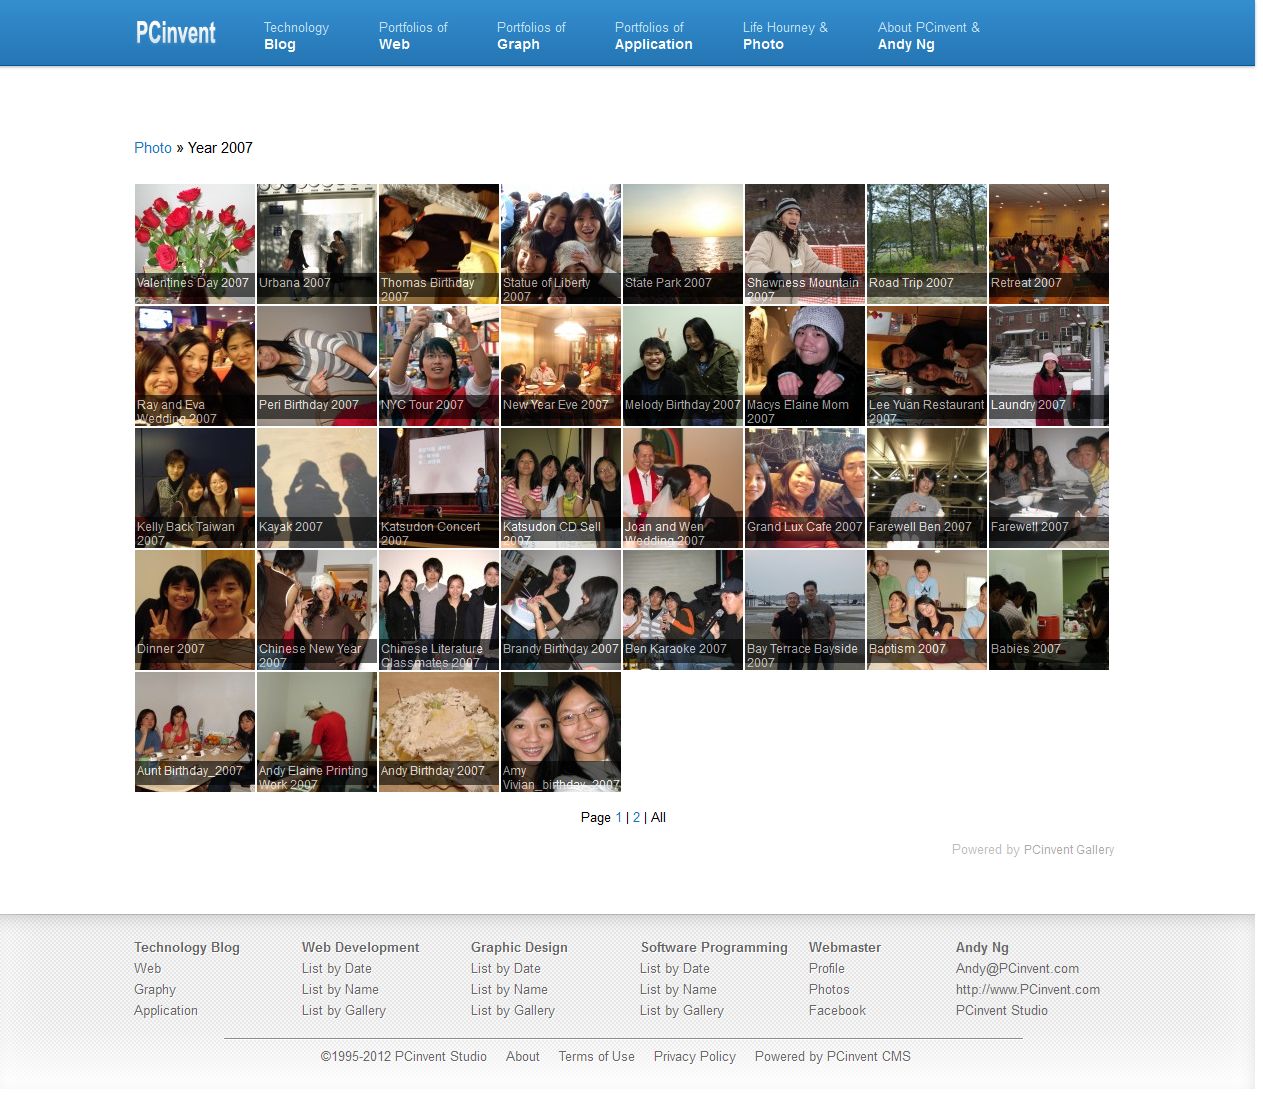 PCinvent
Technology
Blog
Portfolios of
Web
Portfolios of
Graph
Portfolios of
Application
Life Hourney &
Photo
About PCinvent &
Andy Ng
Photo » Year 2007
Valentines Day 2007
Urbana 2007
Thomas Birthday
2007
Statue of Liberty
2007
State Park 2007
Shawness Mountain
2007
Road Trip 2007
Retreat 2007
Ray and Eva
Wedding 2007
Peri Birthday 2007
NYC Tour 2007
New Year Eve 2007
Melody Birthday 2007
Macys Elaine Mom
2007
Lee Yuan Restaurant
2007
Laundry 2007
Kelly Back Taiwan
2007
Kayak 2007
Katsudon Concert
2007
Katsudon CD Sell
2007
Joan and Wen
Wedding 2007
Grand Lux Cafe 2007
Farewell Ben 2007
Farewell 2007
Dinner 2007
Chinese New Year
2007
Chinese Literature
Classmates 2007
Brandy Birthday 2007
Ben Karaoke 2007
Bay Terrace Bayside
2007
Baptism 2007
Babies 2007
Aunt Birthday_2007
Andy Elaine Printing
Work 2007
Andy Birthday 2007
Amy
Vivian_birthday_2007
Page 1 | 2 | All
Powered by PCinvent Gallery
Technology Blog
Web
Graphy
Application
Web Development
List by Date
List by Name
List by Gallery
Graphic Design
List by Date
List by Name
List by Gallery
Software Programming
List by Date
List by Name
List by Gallery
Webmaster
Profile
Photos
Facebook
Andy Ng
Andy@PCinvent.com
http://www.PCinvent.com
PCinvent Studio
©1995-2012 PCinvent Studio About Terms of Use Privacy Policy Powered by PCinvent CMS